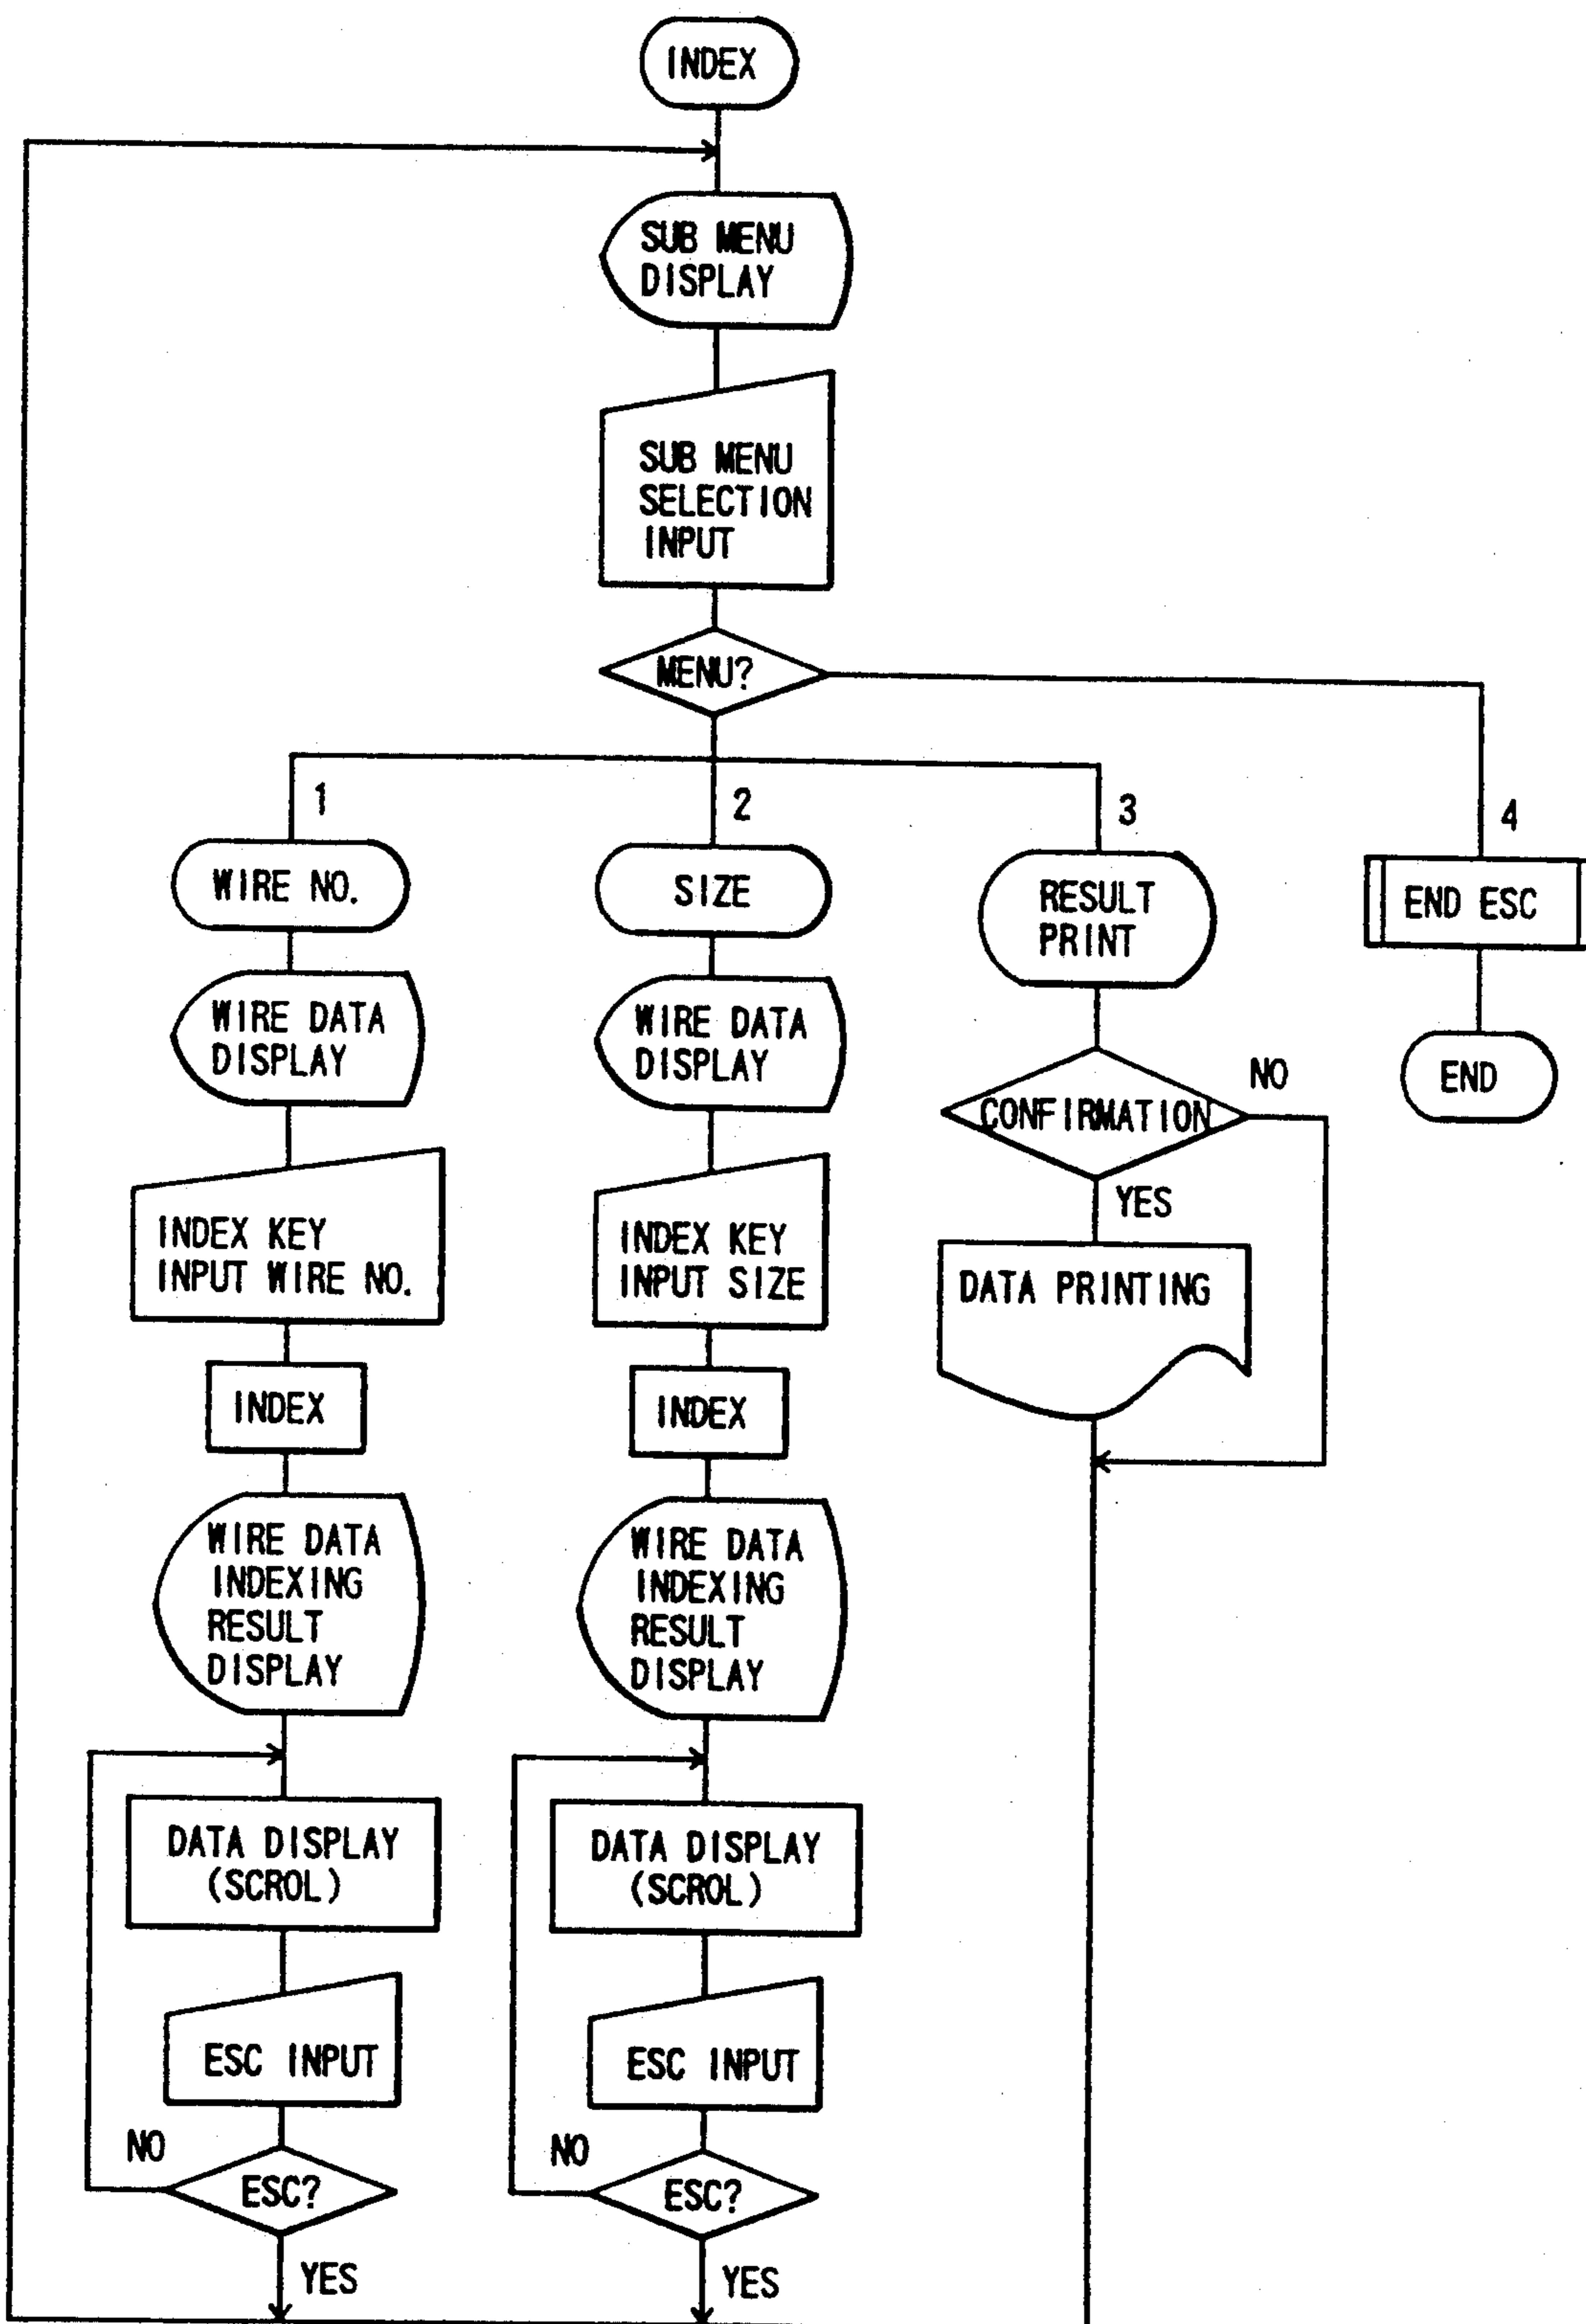 INDEX
SUB MENU
DISPLAY
SUB MENU
SELECTION
INPUT
MENU?
1
2
3
4
WIRE NO.
WIRE DATA
DISPLAY
INDEX KEY
INPUT WIRE NO.
INDEX
WIRE DATA
INDEXING
RESULT
DISPLAY
DATA DISPLAY
(SCROL)
ESC INPUT
NO
ESC?
YES
SIZE
WIRE DATA
DISPLAY
INDEX KEY
INPUT SIZE
INDEX
WIRE DATA
INDEXING
RESULT
DISPLAY
DATA DISPLAY
(SCROL)
ESC INPUT
NO
ESC?
YES
RESULT
PRINT
CONFIRMATION
NO
YES
DATA PRINTING
END ESC
END